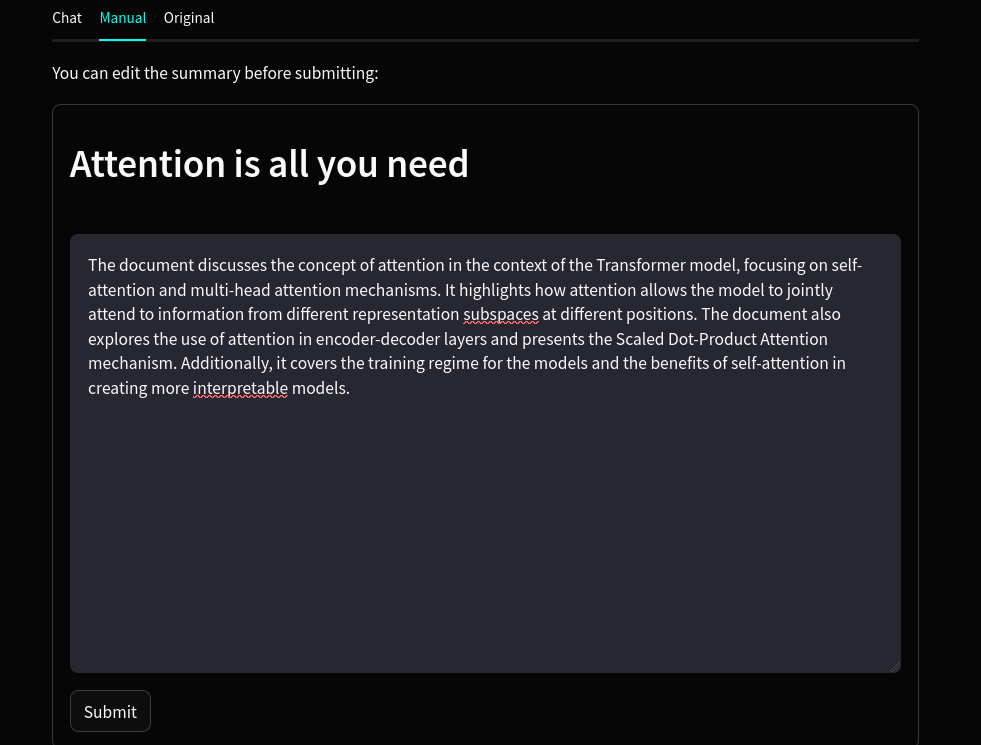 Chat Manual Original
You can edit the summary before submitting:
Attention is all you need
The document discusses the concept of attention in the context of the Transformer model, focusing on self-
attention and multi-head attention mechanisms. It highlights how attention allows the model to jointly
attend to information from different representation subspaces at different positions. The document also
explores the use of attention in encoder-decoder layers and presents the Scaled Dot-Product Attention
mechanism. Additionally, it covers the training regime for the models and the benefits of self-attention in
creating more interpretable models.
Submit